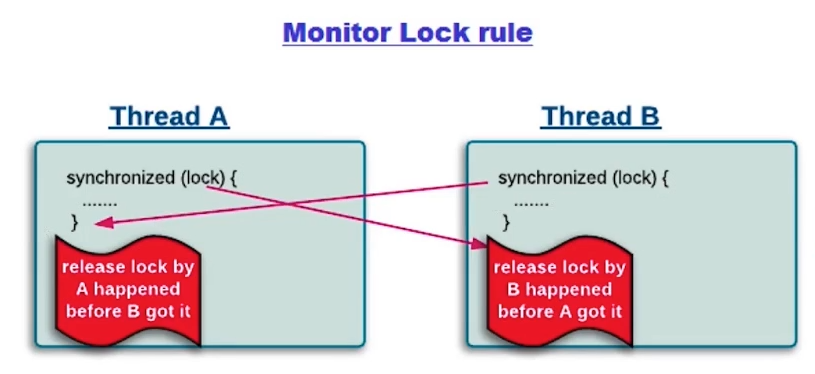 Monitor Lock rule
Thread A
synchronized (lock) {
.......
}
release lock by
A happened
before B got it
Thread B
synchronized (lock) {
.......
}
release lock by
B happened
before A got it